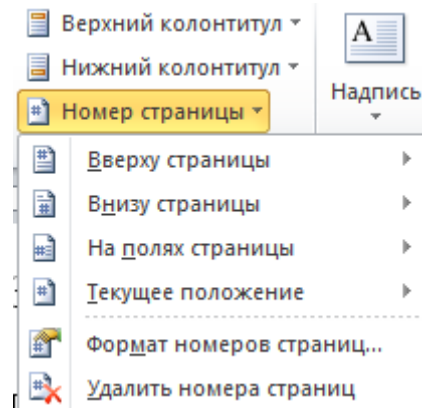 Верхний колонтитул
Нижний колонтитул
Номер страницы
A
Надпись
Вверху страницы
Внизу страницы
На полях страницы
Текущее положение
Формат номеров страниц...
Удалить номера страниц